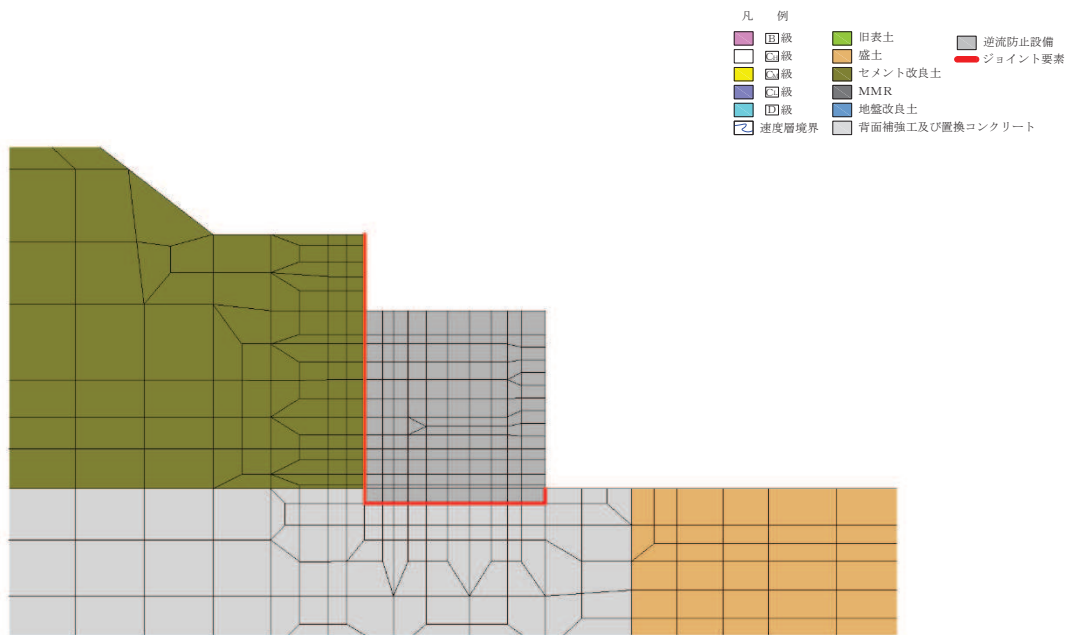 凡 例
B級
CH級
CM級
CL級
D級
速度層境界
旧表土
盛土
セメント改良土
MMR
地盤改良土
背面補強工及び置換コンクリート
逆流防止設備
ジョイント要素